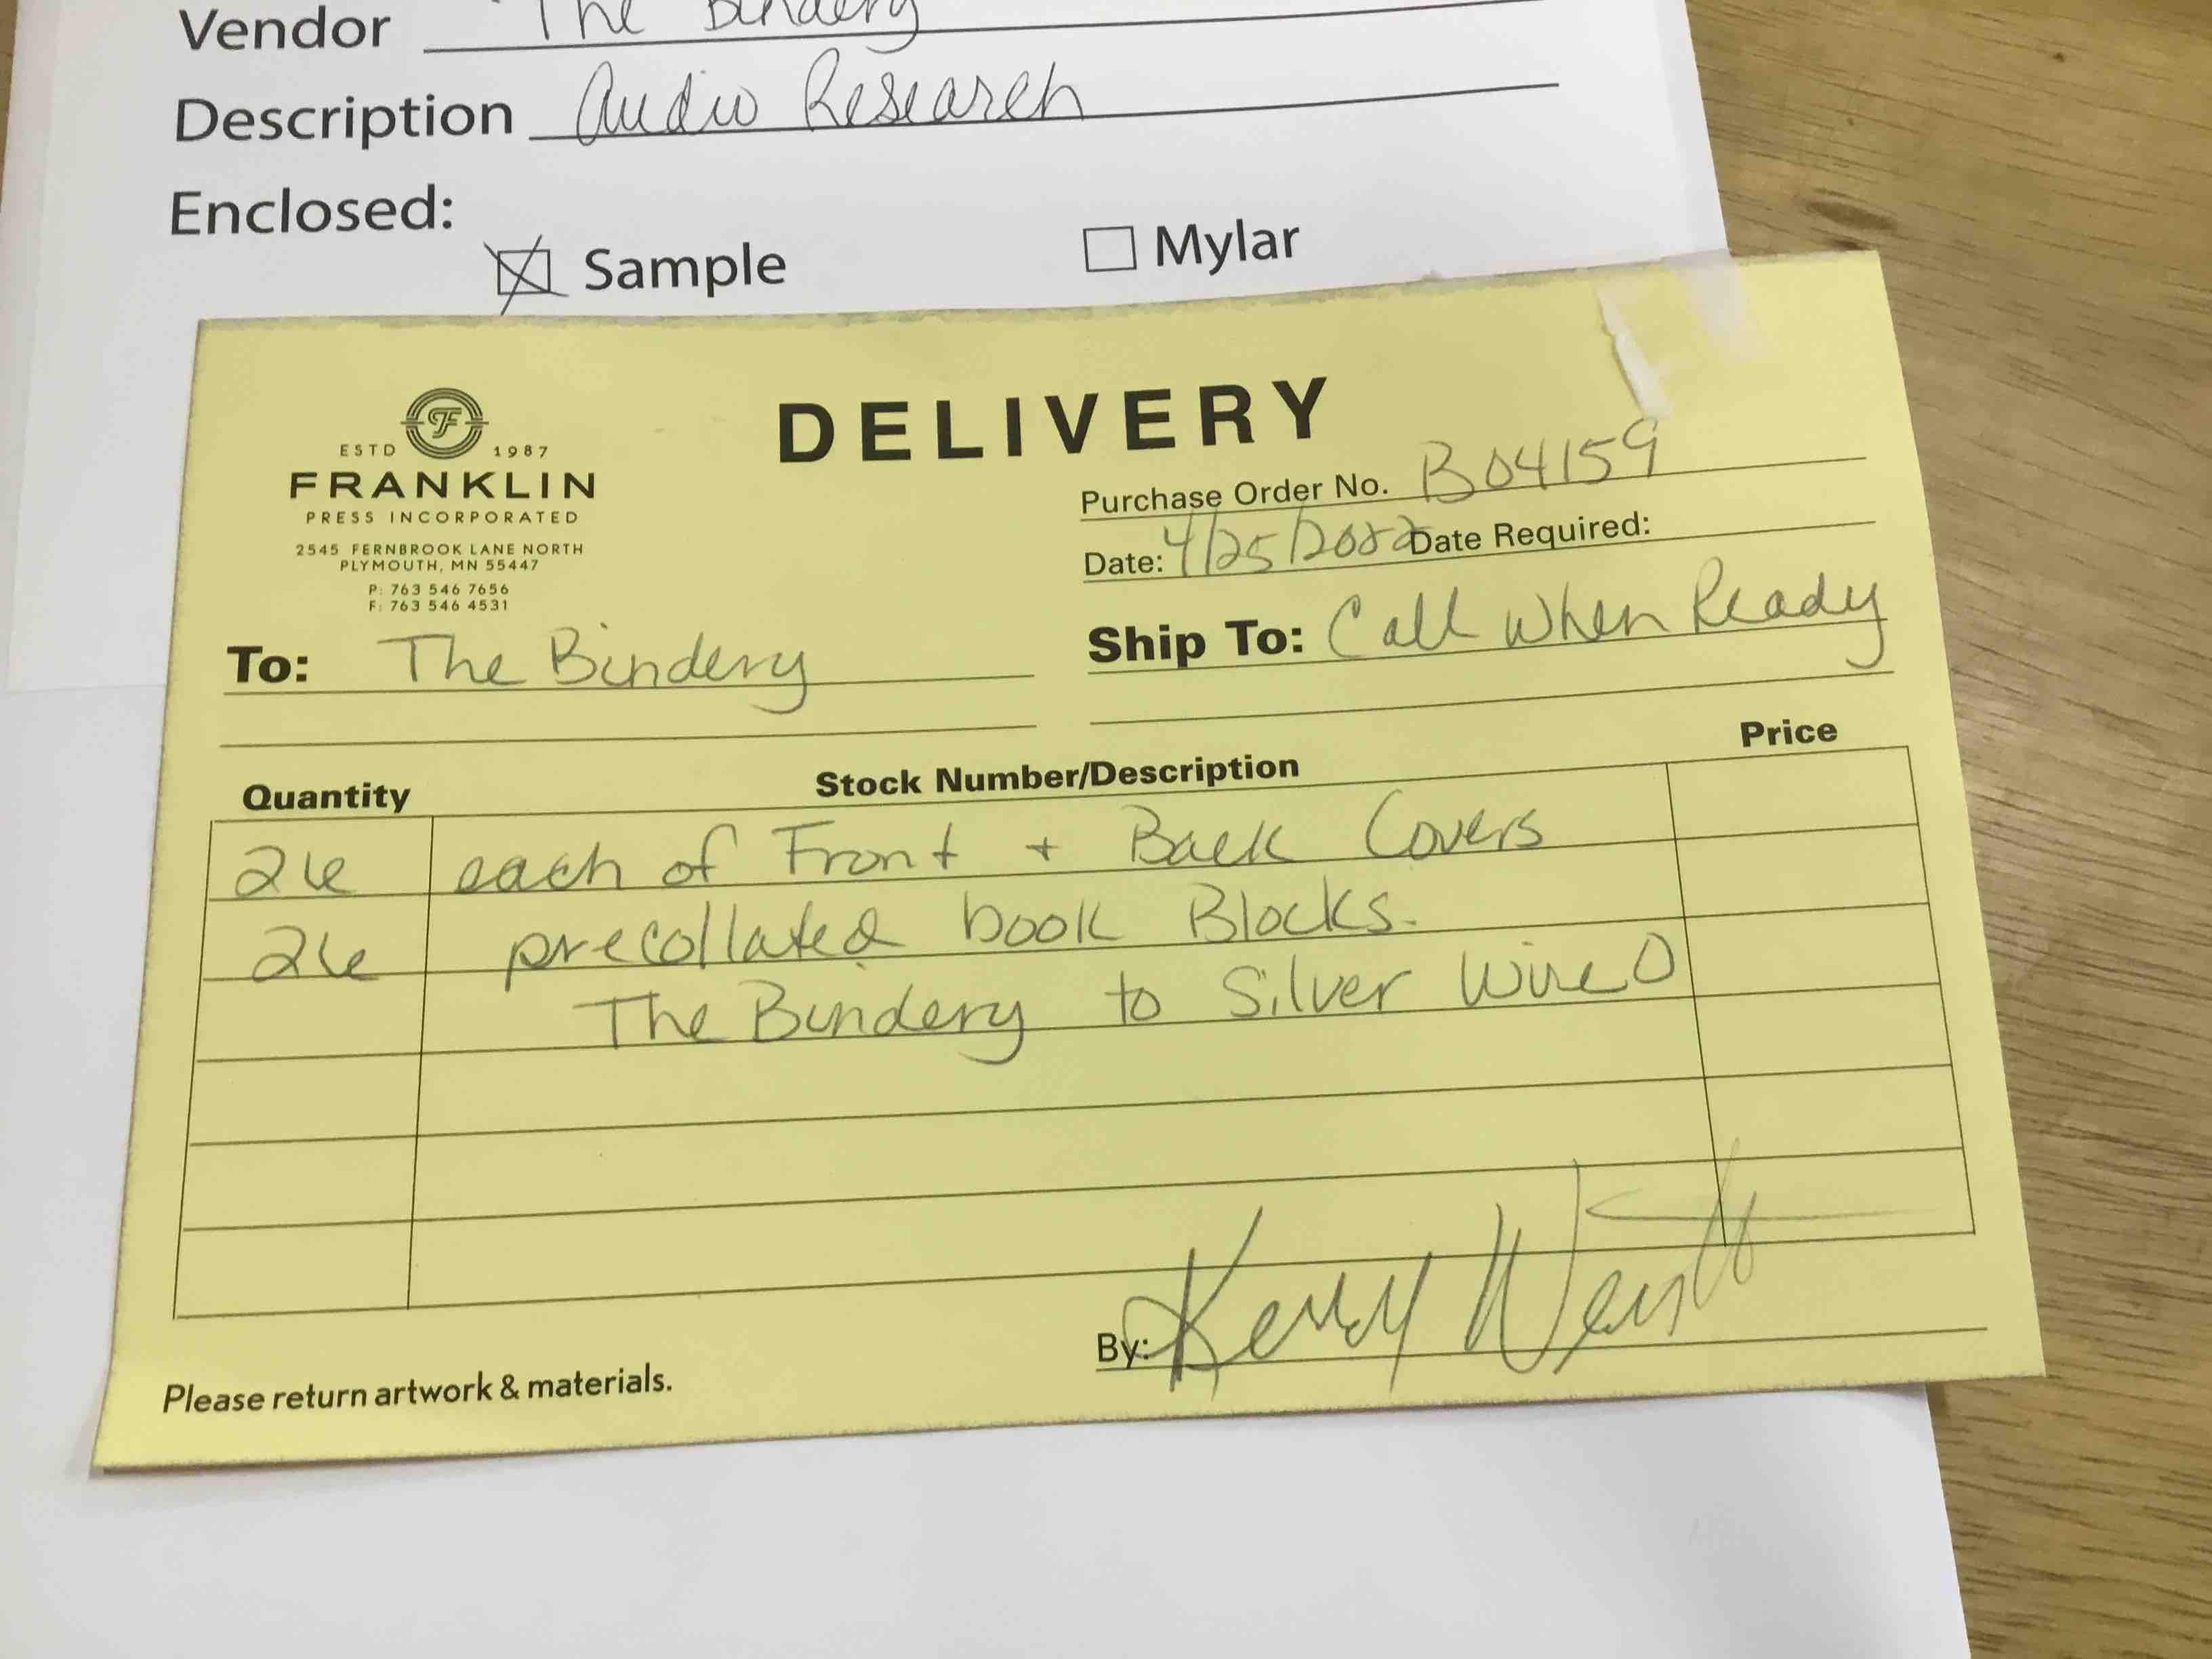 Vendor The Bindery
Description Audio Research
Enclosed:
Sample
Mylar
ESTD F 1987
FRANKLIN
PRESS INCORPORATED
2545 FERNBROOK LANE NORTH
PLYMOUTH, MN 55447
P: 763 546 7656
F: 763 546 4531
DELIVERY
Purchase Order No. B04159
Date: 4/25/2022 Date Required:
To: The Bindery
Ship To: Call When Ready
Quantity Stock Number/Description Price
26 each of Front + Back Covers
26 precollated book Blocks.
The Bindery to Silver Wire O
Please return artwork & materials.
By: Kerry